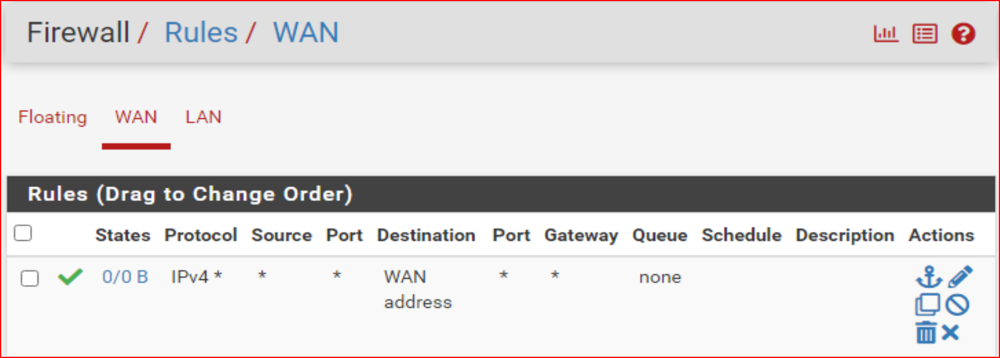 Firewall / Rules / WAN
Floating WAN LAN
Rules (Drag to Change Order)
States Protocol Source Port Destination Port Gateway Queue Schedule Description Actions
0/0 B IPv4 * * * WAN address * * none